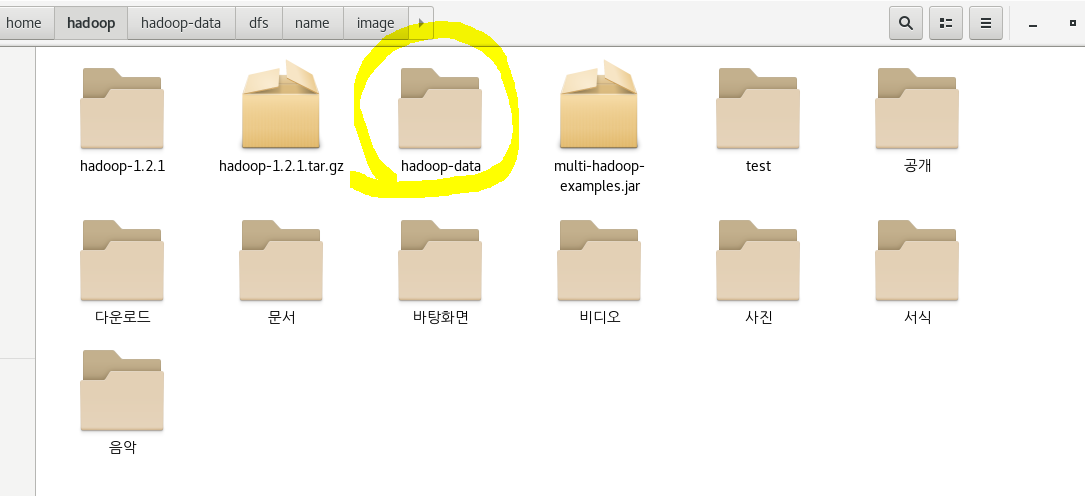 home hadoop hadoop-data dfs name image
hadoop-1.2.1 hadoop-1.2.1.tar.gz hadoop-data multi-hadoop- test 공개
examples.jar
다운로드 문서 바탕화면 비디오 사진 서식
음악